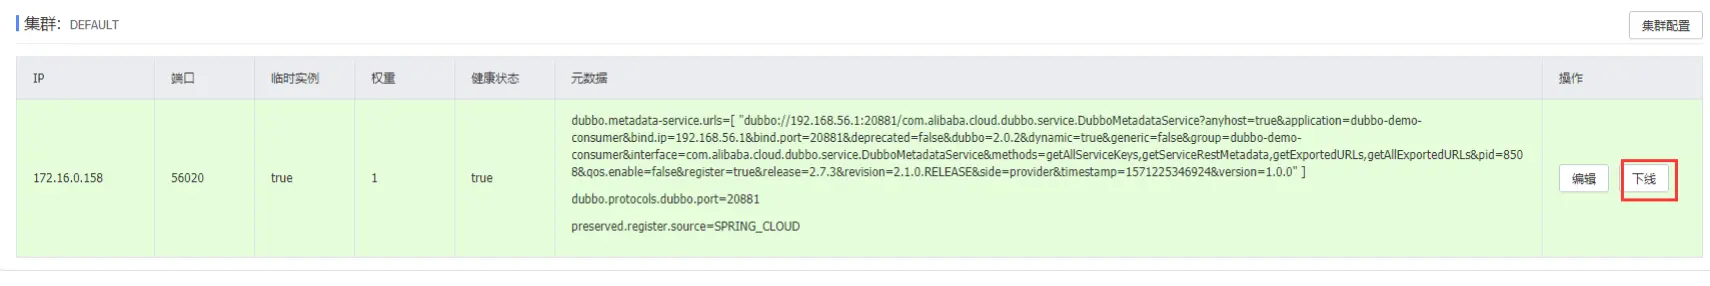 集群： DEFAULT
集群配置
IP 端口 临时实例 权重 健康状态 元数据 操作
dubbo.metadata-service.urls=[ "dubbo://192.168.56.1:20881/com.alibaba.cloud.dubbo.service.DubboMetadataService?anyhost=true&application=dubbo-demo-
consumer&bind.ip=192.168.56.1&bind.port=20881&deprecated=false&dubbo=2.0.2&dynamic=true&generic=false&group=dubbo-demo-
consumer&interface=com.alibaba.cloud.dubbo.service.DubboMetadataService&methods=getAllServiceKeys,getServiceRestMetadata,getExportedURLs,getAllExportedURLs&pid=850
8&qos.enable=false&register=true&release=2.7.3&revision=2.1.0.RELEASE&side=provider&timestamp=1571225346924&version=1.0.0" ]
172.16.0.158 56020 true 1 true 编辑 下线
dubbo.protocols.dubbo.port=20881
preserved.register.source=SPRING_CLOUD